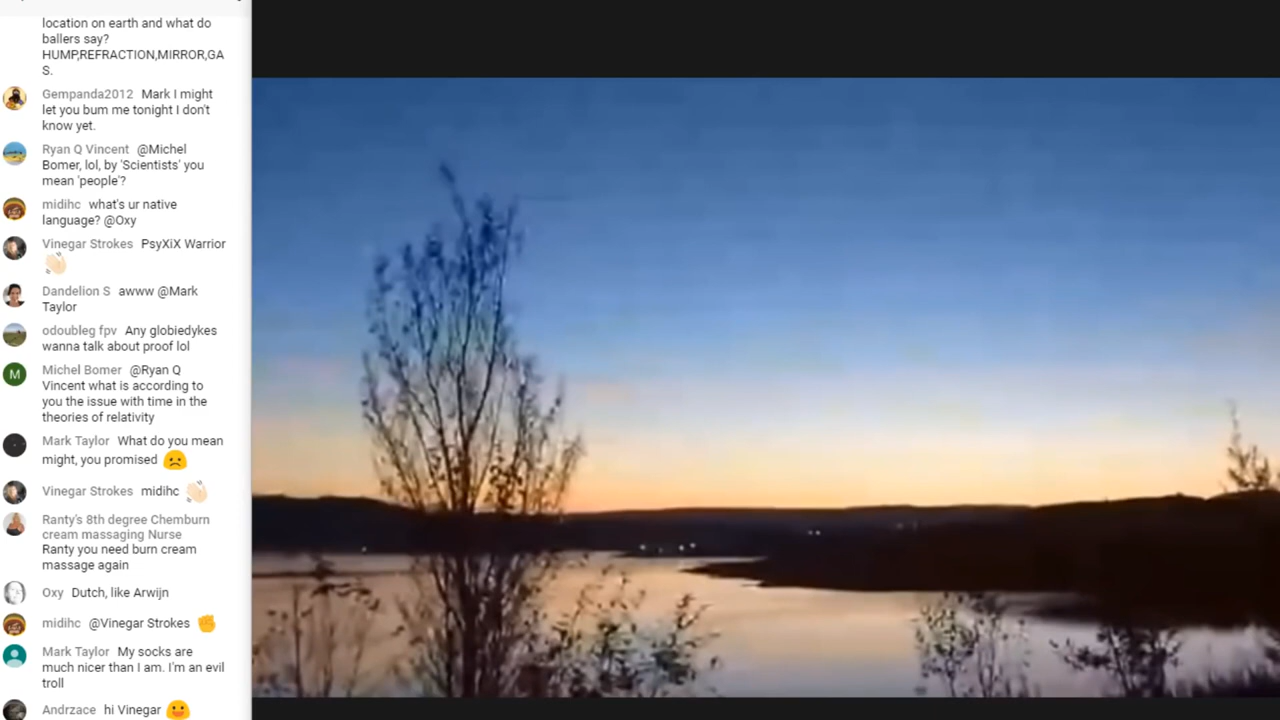 location on earth and what do
ballers say?
HUMP,REFRACTION,MIRROR,GA
S.
Gempanda2012 Mark I might
let you bum me tonight I don't
know yet.
Ryan Q Vincent @Michel
Bomer, lol, by 'Scientists' you
mean 'people'?
midihc what's ur native
language? @Oxy
Vinegar Strokes PsyXiX Warrior
Dandelion S awww @Mark
Taylor
odoubleg fpv Any globiedykes
wanna talk about proof lol
M
Michel Bomer @Ryan Q
Vincent what is according to
you the issue with time in the
theories of relativity
Mark Taylor What do you mean
might, you promised
Vinegar Strokes midihc
Ranty's 8th degree Chemburn
cream massaging Nurse
Ranty you need burn cream
massage again
Oxy Dutch, like Arwijn
midihc @Vinegar Strokes
Mark Taylor My socks are
much nicer than I am. I'm an evil
troll
Andrzace hi Vinegar